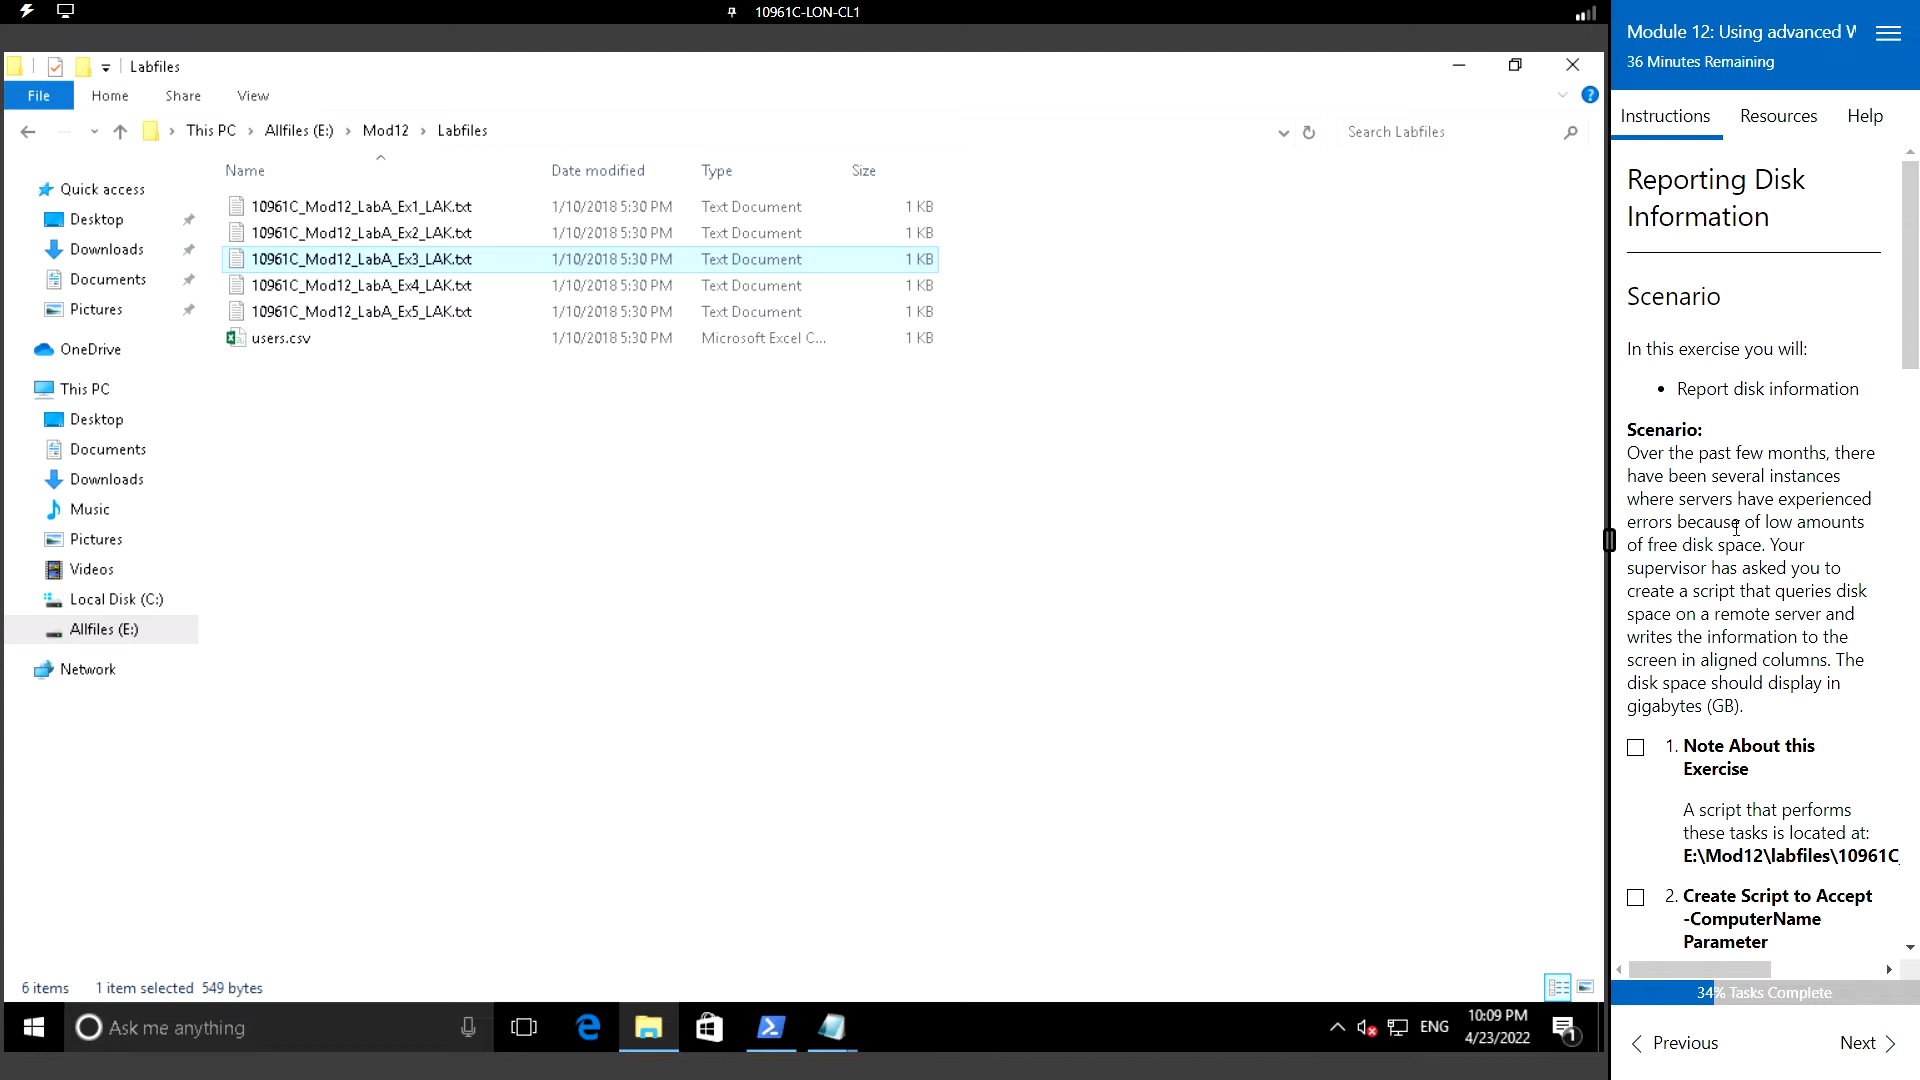 10961C-LON-CL1
Labfiles
File Home Share View
This PC Allfiles (E:) Mod12 Labfiles
Search Labfiles
Name Date modified Type Size
10961C_Mod12_LabA_Ex1_LAK.txt 1/10/2018 5:30 PM Text Document 1 KB
10961C_Mod12_LabA_Ex2_LAK.txt 1/10/2018 5:30 PM Text Document 1 KB
10961C_Mod12_LabA_Ex3_LAK.txt 1/10/2018 5:30 PM Text Document 1 KB
10961C_Mod12_LabA_Ex4_LAK.txt 1/10/2018 5:30 PM Text Document 1 KB
10961C_Mod12_LabA_Ex5_LAK.txt 1/10/2018 5:30 PM Text Document 1 KB
users.csv 1/10/2018 5:30 PM Microsoft Excel C... 1 KB
Quick access
Desktop
Downloads
Documents
Pictures
OneDrive
This PC
Desktop
Documents
Downloads
Music
Pictures
Videos
Local Disk (C:)
Allfiles (E:)
Network
6 items 1 item selected 549 bytes
Ask me anything
ENG
10:09 PM
4/23/2022
1
Module 12: Using advanced W
36 Minutes Remaining
Instructions Resources Help
Reporting Disk
Information
Scenario
In this exercise you will:
• Report disk information
Scenario:
Over the past few months, there
have been several instances
where servers have experienced
errors because of low amounts
of free disk space. Your
supervisor has asked you to
create a script that queries disk
space on a remote server and
writes the information to the
screen in aligned columns. The
disk space should display in
gigabytes (GB).
1. Note About this
Exercise
A script that performs
these tasks is located at:
E:\Mod12\labfiles\10961C_
2. Create Script to Accept
-ComputerName
Parameter
34% Tasks Complete
Previous Next